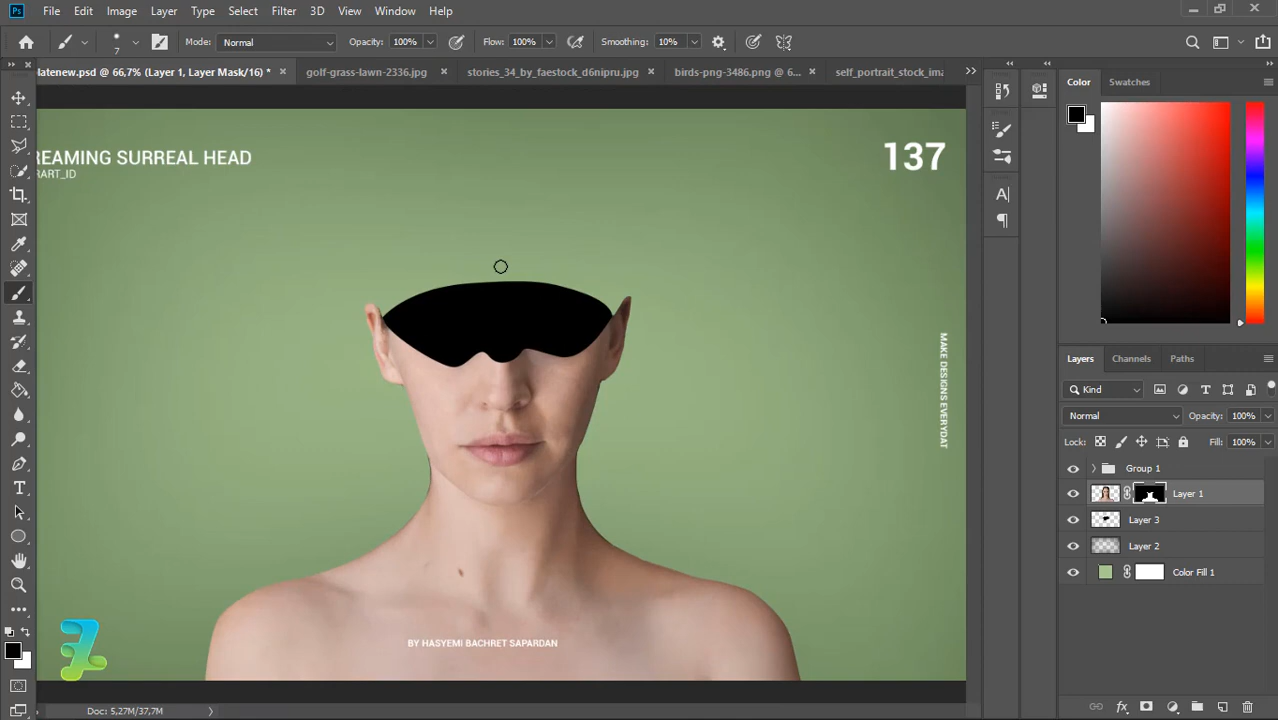 Ps File Edit Image Layer Type Select Filter 3D View Window Help
7 Mode: Normal Opacity: 100% Flow: 100% Smoothing: 10%
latenew.psd @ 66,7% (Layer 1, Layer Mask/16) * golf-grass-lawn-2336.jpg stories_34_by_faestock_d6nipru.jpg birds-png-3486.png @ 6... self_portrait_stock_ima
Color Swatches
REAMING SURREAL HEAD
RART_ID
137
MAKE DESIGNS EVERYDAT
BY HASYEMI BACHRET SAPARDAN
Layers Channels Paths
Kind
Normal Opacity: 100%
Lock: Fill: 100%
Group 1
Layer 1
Layer 3
Layer 2
Color Fill 1
Doc: 5,27M/37,7M